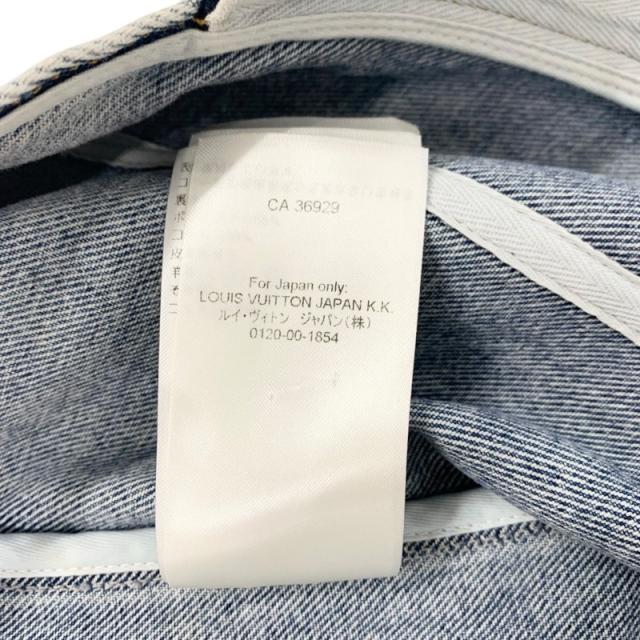 CA 36929
For Japan only:
LOUIS VUITTON JAPAN K.K.
ルイ・ヴィトン ジャパン(株)
0120-00-1854